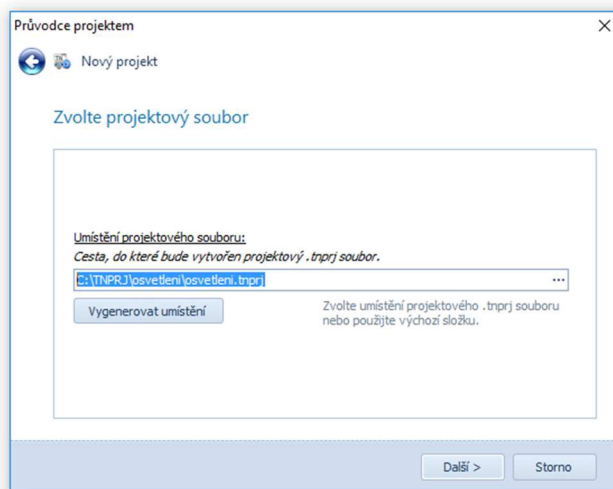 Průvodce projektem
Nový projekt
Zvolte projektový soubor
Umístění projektového souboru:
Cesta, do které bude vytvořen projektový .tnprj soubor.
C:\TNPRJ\osvetleni\osvetleni.tnprj ...
Vygenerovat umístění
Zvolte umístění projektového .tnprj souboru
nebo použijte výchozí složku.
Další >
Storno